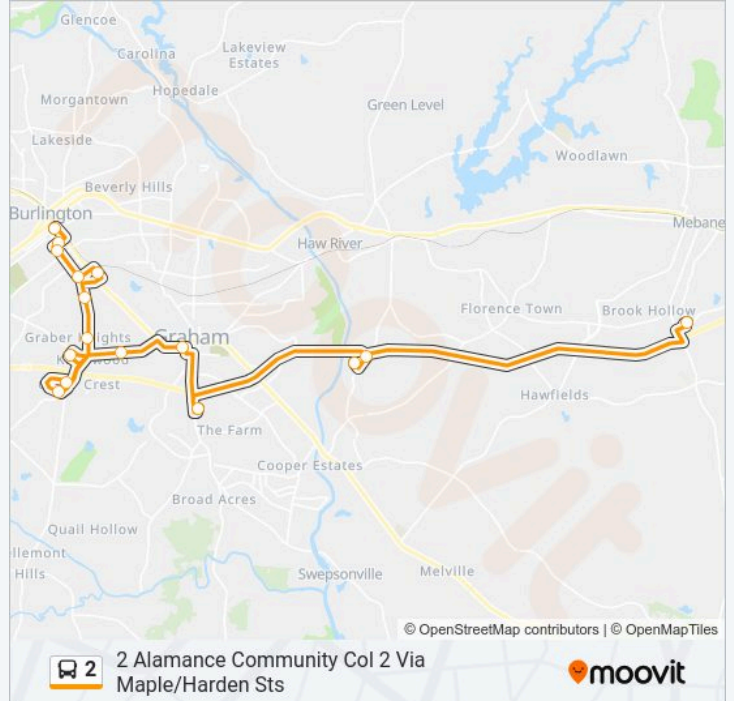 Glencoe
Carolina
Lakeview
Estates
Hopedale
Morgantown
Green Level
Lakeside
Woodlawn
Beverly Hills
Burlington
Mebane
Haw River
Florence Town
Brook Hollow
Graham
Crest
Hawfields
The Farm
Cooper Estates
Broad Acres
Quail Hollow
llemont
Hills
Swepsonville
Melville
© OpenStreetMap contributors | © OpenMapTiles
2
2 Alamance Community Col 2 Via
Maple/Harden Sts
moovit